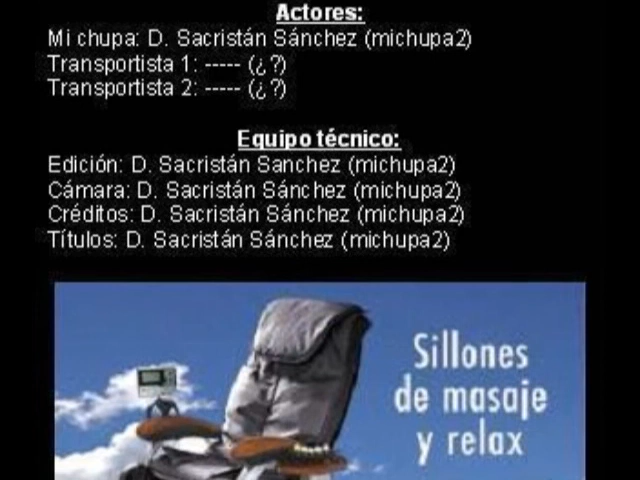 Actores:
Mi chupa: D. Sacristán Sánchez (michupa2)
Transportista 1: ----- (¿?)
Transportista 2: ----- (¿?)
Equipo técnico:
Edición: D. Sacristán Sanchez (michupa2)
Cámara: D. Sacristán Sánchez (michupa2)
Créditos: D. Sacristán Sánchez (michupa2)
Títulos: D. Sacristán Sánchez (michupa2)
Sillones
de masaje
y relax